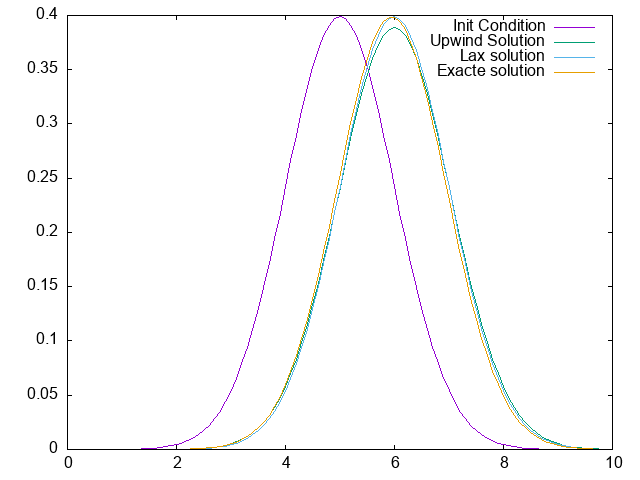 0.4
0.35
0.3
0.25
0.2
0.15
0.1
0.05
0
0 2 4 6 8 10
Init Condition
Upwind Solution
Lax solution
Exacte solution